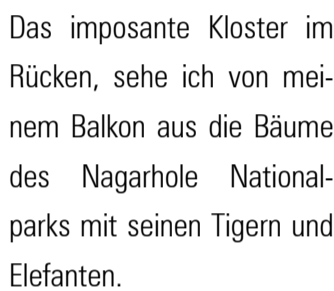 Das imposante Kloster im
Rücken, sehe ich von mei-
nem Balkon aus die Bäume
des Nagarhole National-
parks mit seinen Tigern und
Elefanten.